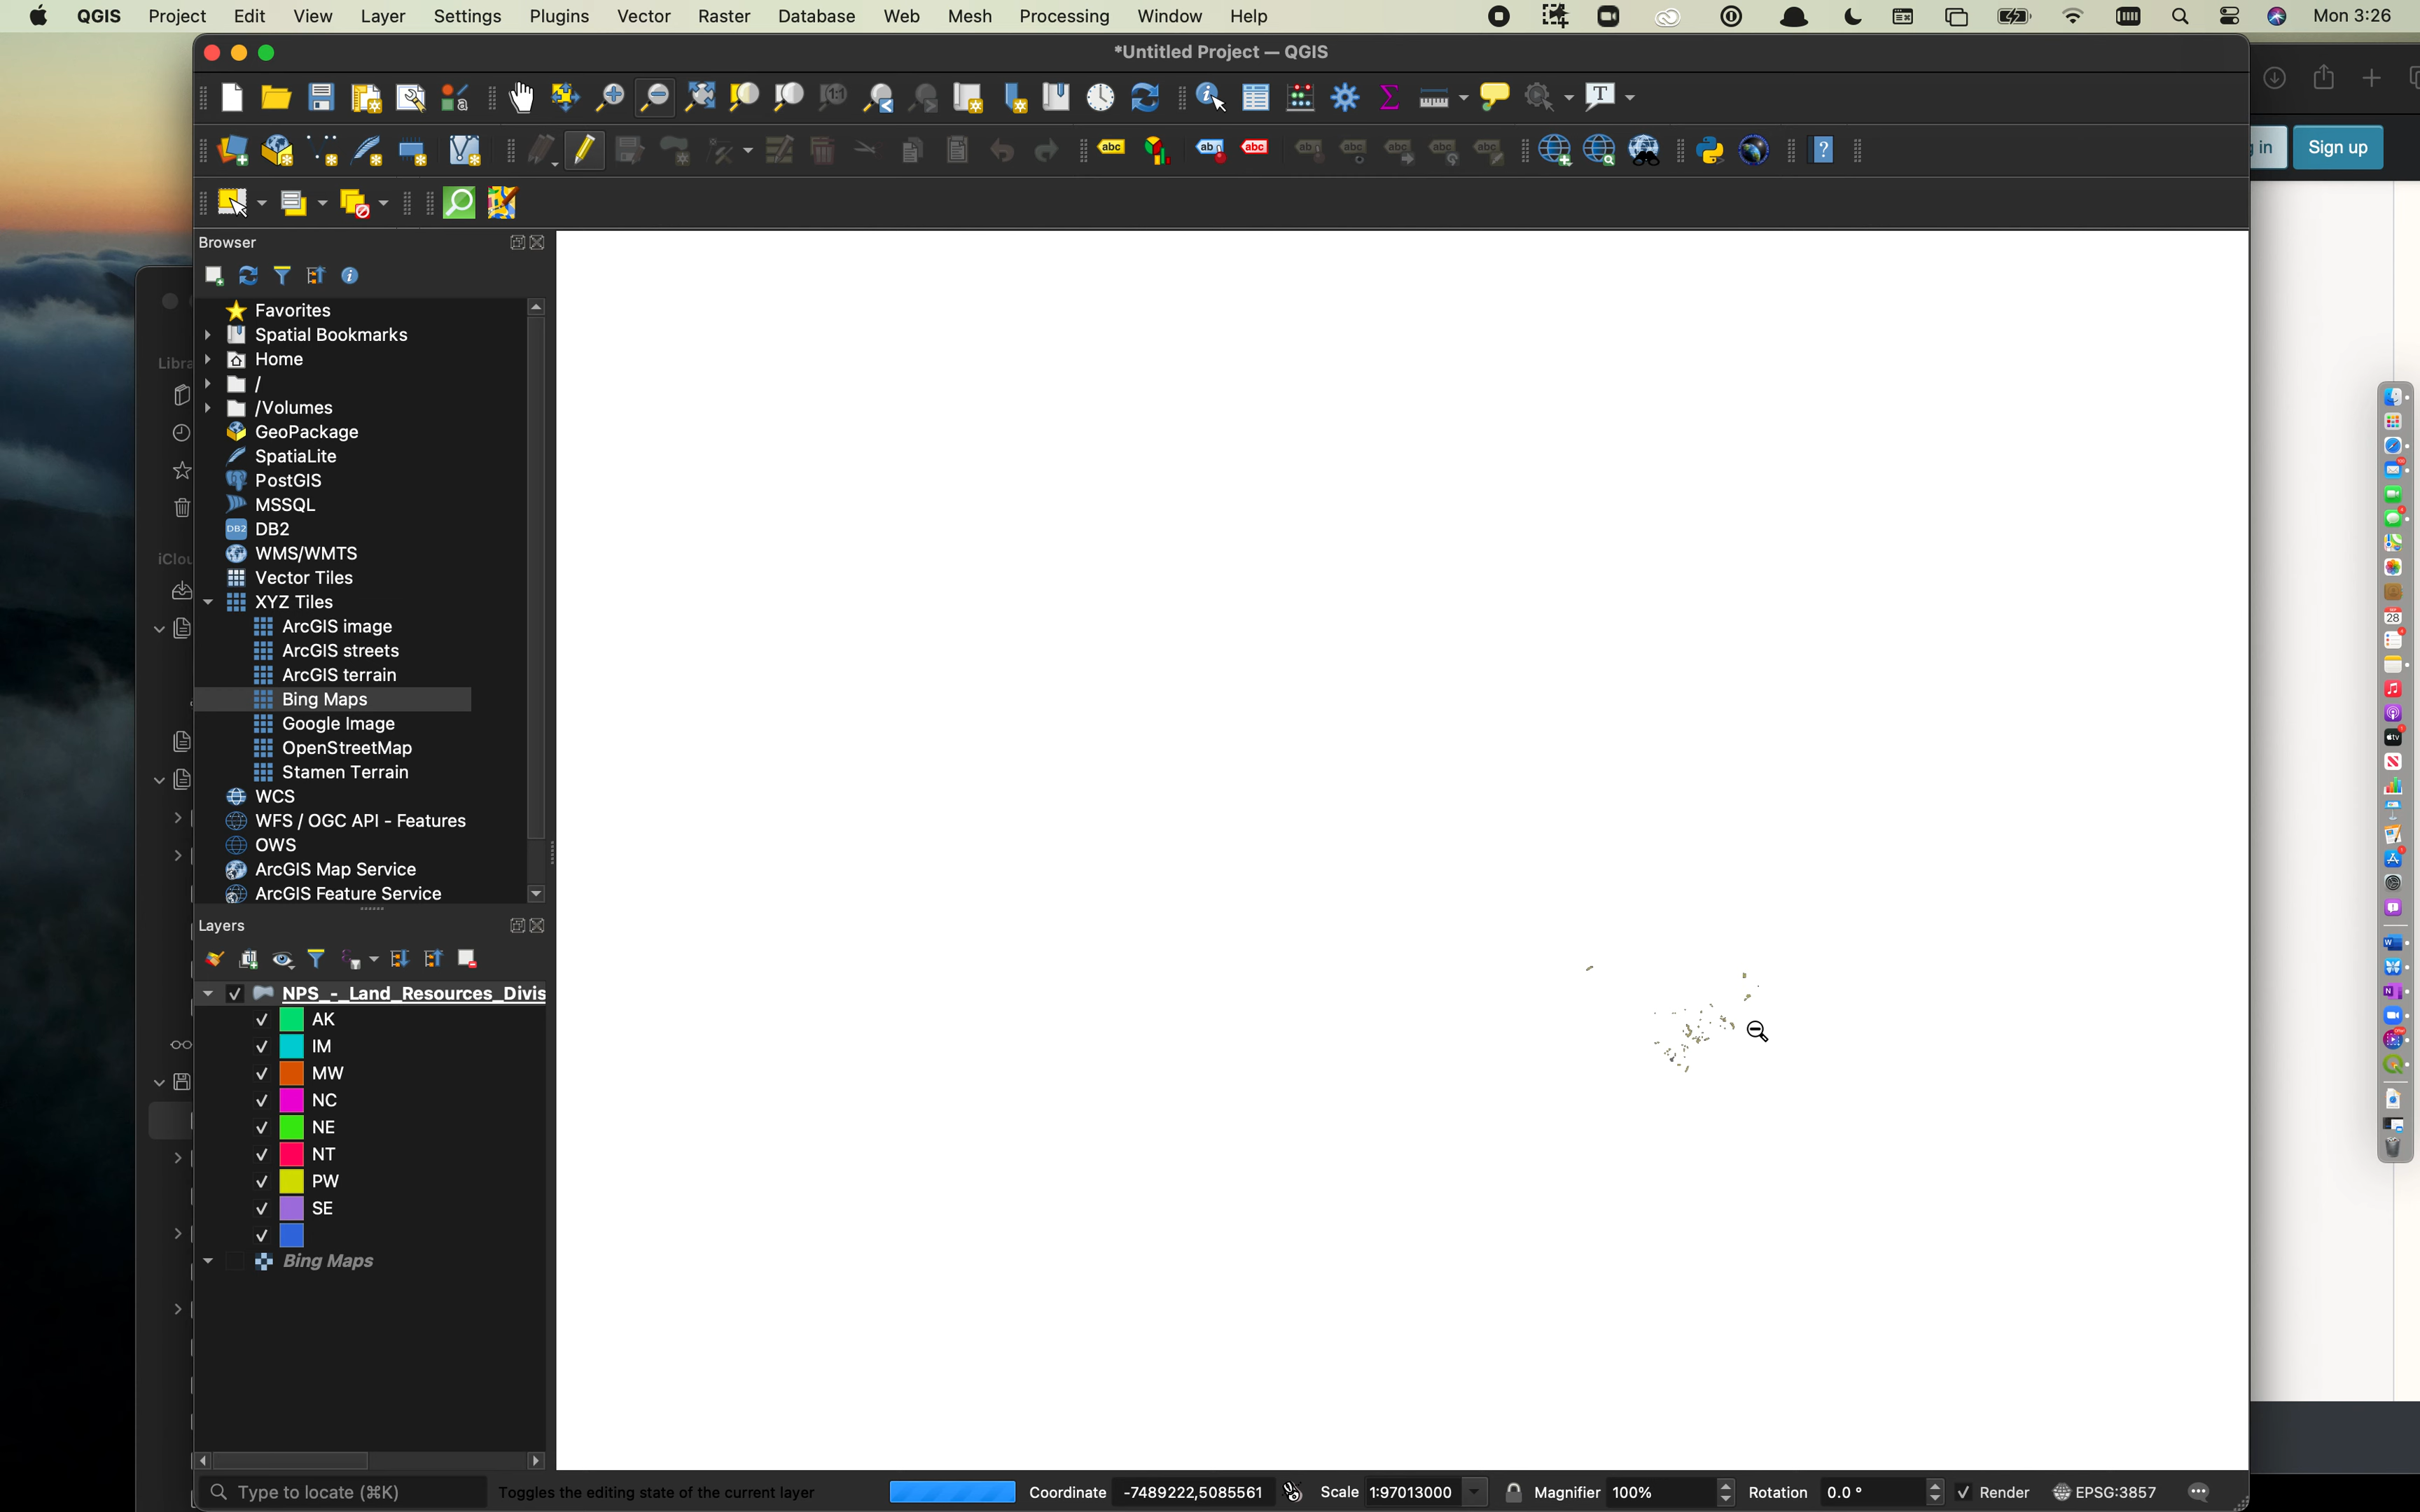 QGIS Project Edit View Layer Settings Plugins Vector Raster Database Web Mesh Processing Window Help Mon 3:26
*Untitled Project — QGIS
Sign up
in
Browser
Favorites
Spatial Bookmarks
Home
/
/Volumes
GeoPackage
SpatiaLite
PostGIS
MSSQL
DB2
WMS/WMTS
Vector Tiles
XYZ Tiles
ArcGIS image
ArcGIS streets
ArcGIS terrain
Bing Maps
Google Image
OpenStreetMap
Stamen Terrain
WCS
WFS / OGC API - Features
OWS
ArcGIS Map Service
ArcGIS Feature Service
Layers
NPS_-_Land_Resources_Divis
AK
IM
MW
NC
NE
NT
PW
SE
Bing Maps
Type to locate (⌘K) Toggles the editing state of the current layer Coordinate -7489222,5085561 Scale 1:97013000 Magnifier 100% Rotation 0.0 ° Render EPSG:3857